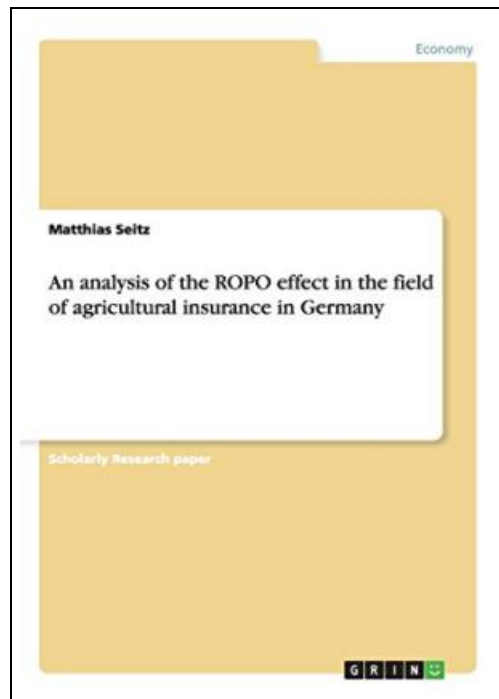 Economy
Matthias Seitz
An analysis of the ROPO effect in the field
of agricultural insurance in Germany
Scholarly Research paper
GRIN